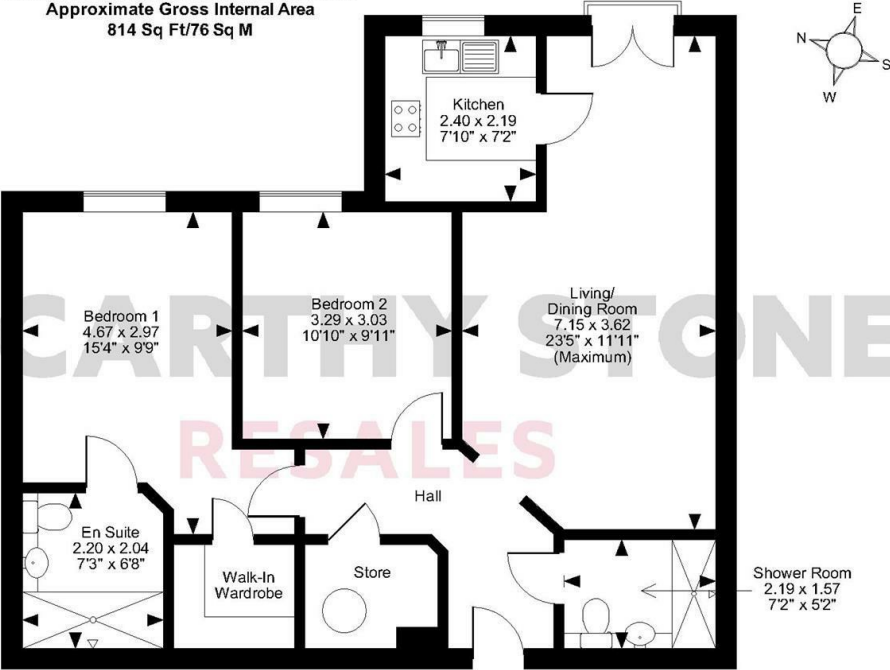 Approximate Gross Internal Area
814 Sq Ft/76 Sq M
E
N
S
W
Kitchen
2.40 x 2.19
7'10" x 7'2"
Bedroom 1
4.67 x 2.97
15'4" x 9'9"
Bedroom 2
3.29 x 3.03
10'10" x 9'11"
Living/
Dining Room
7.15 x 3.62
23'5" x 11'11"
(Maximum)
CARTHY STONE
RESALES
Hall
En Suite
2.20 x 2.04
7'3" x 6'8"
Walk-In
Wardrobe
Store
Shower Room
2.19 x 1.57
7'2" x 5'2"